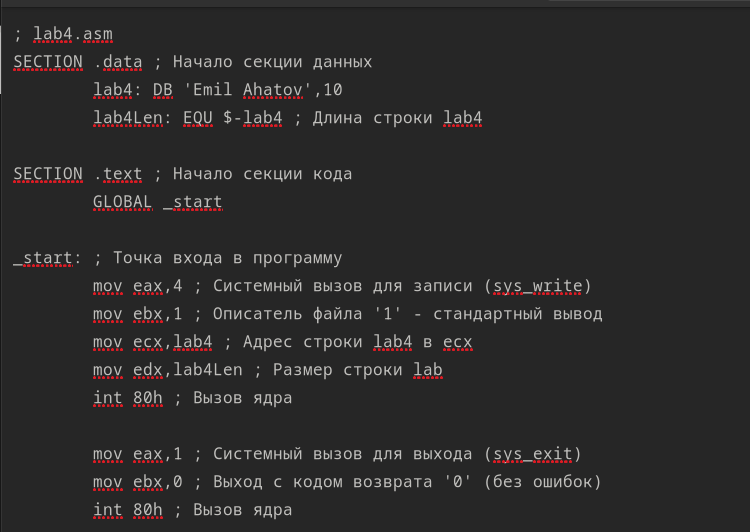 ; lab4.asm
SECTION .data ; Начало секции данных
lab4: DB 'Emil Ahatov',10
lab4Len: EQU $-lab4 ; Длина строки lab4
SECTION .text ; Начало секции кода
GLOBAL _start
_start: ; Точка входа в программу
mov eax,4 ; Системный вызов для записи (sys_write)
mov ebx,1 ; Описатель файла '1' - стандартный вывод
mov ecx,lab4 ; Адрес строки lab4 в ecx
mov edx,lab4Len ; Размер строки lab
int 80h ; Вызов ядра
mov eax,1 ; Системный вызов для выхода (sys_exit)
mov ebx,0 ; Выход с кодом возврата '0' (без ошибок)
int 80h ; Вызов ядра